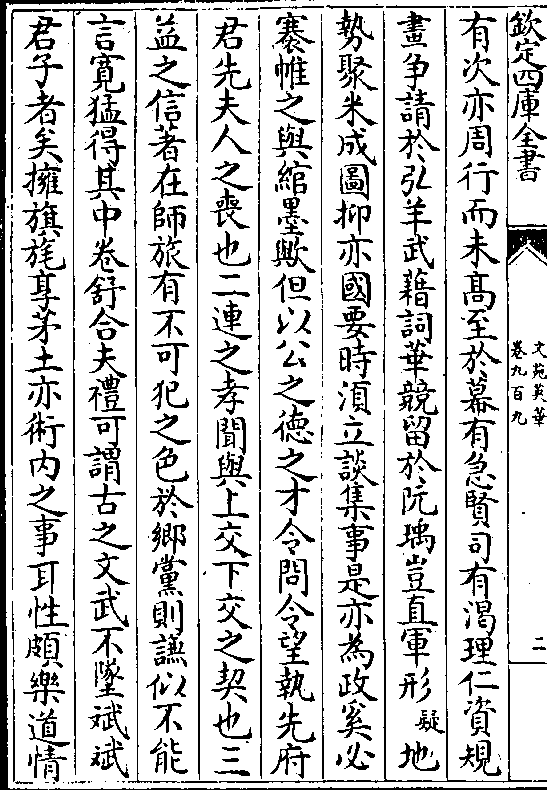 欽定四庫全書
文苑英華
卷九百九
二
有次亦周行而未髙至於幕有急賢司有渴理仁資規
畫爭請於弘羊武藉詞華競留於阮瑀豈直軍形疑地
勢聚米成圖抑亦國要時湏立談集事是亦為政奚必
褰帷之與綰墨歟但以公之徳之才令問令望執先府
君先夫人之喪也二連之孝聞與上交下交之契也三
益之信著在師旅有不可犯之色於鄉黨則讌似不能
言寛猛得其中卷舒合夫禮可謂古之文武不墜斌斌
君子者矣擁旗旄享茅土亦術内之事耳性頗樂道情